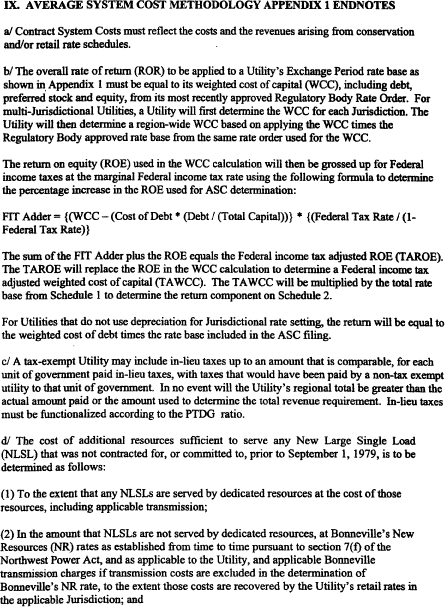 IX. AVERAGE SYSTEM COST METHODOLOGY APPENDIX 1 ENDNOTES
a/ Contract System Costs must reflect the costs and the revenues arising from conservation
and/or retail rate schedules.
b/ The overall rate of return (ROR) to be applied to a Utility's Exchange Period rate base as
shown in Appendix 1 must be equal to its weighted cost of capital (WCC), including debt,
preferred stock and equity, from its most recently approved Regulatory Body Rate Order. For
multi-Jurisdictional Utilities, a Utility will first determine the WCC for each Jurisdiction. The
Utility will then determine a region-wide WCC based on applying the WCC times the
Regulatory Body approved rate base from the same rate order used for the WCC.
The return on equity (ROE) used in the WCC calculation will then be grossed up for Federal
income taxes at the marginal Federal income tax rate using the following formula to determine
the percentage increase in the ROE used for ASC determination:
FIT Adder = {(WCC – (Cost of Debt * (Debt / (Total Capital))} * {(Federal Tax Rate / (1-
Federal Tax Rate)}
The sum of the FIT Adder plus the ROE equals the Federal income tax adjusted ROE (TAROE).
The TAROE will replace the ROE in the WCC calculation to determine a Federal income tax
adjusted weighted cost of capital (TAWCC). The TAWCC will be multiplied by the total rate
base from Schedule 1 to determine the return component on Schedule 2.
For Utilities that do not use depreciation for Jurisdictional rate setting, the return will be equal to
the weighted cost of debt times the rate base included in the ASC filing.
c/ A tax-exempt Utility may include in-lieu taxes up to an amount that is comparable, for each
unit of government paid in-lieu taxes, with taxes that would have been paid by a non-tax exempt
utility to that unit of government. In no event will the Utility's regional total be greater than the
actual amount paid or the amount used to determine the total revenue requirement. In-lieu taxes
must be functionalized according to the PTDG ratio.
d/ The cost of additional resources sufficient to serve any New Large Single Load
(NLSL) that was not contracted for, or committed to, prior to September 1, 1979, is to be
determined as follows:
(1) To the extent that any NLSLs are served by dedicated resources at the cost of those
resources, including applicable transmission;
(2) In the amount that NLSLs are not served by dedicated resources, at Bonneville's New
Resources (NR) rates as established from time to time pursuant to section 7(f) of the
Northwest Power Act, and as applicable to the Utility, and applicable Bonneville
transmission charges if transmission costs are excluded in the determination of
Bonneville's NR rate, to the extent those costs are recovered by the Utility's retail rates in
the applicable Jurisdiction; and